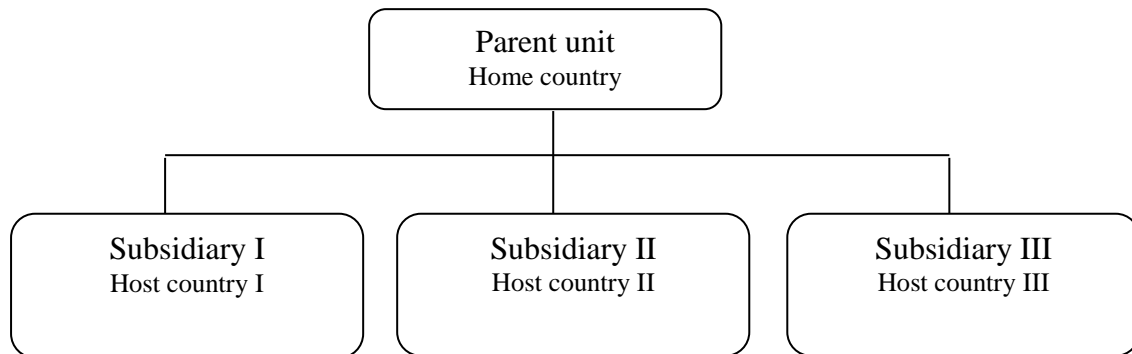 Parent unit
Home country
Subsidiary I
Host country I
Subsidiary II
Host country II
Subsidiary III
Host country III